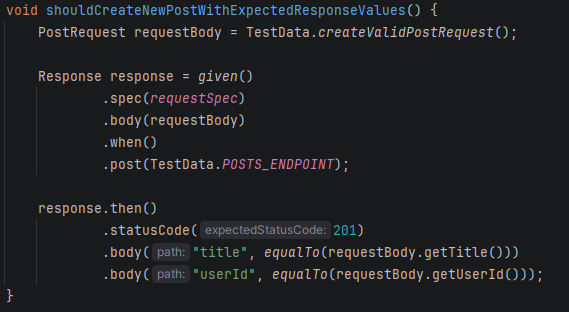 void shouldCreateNewPostWithExpectedResponseValues() {
PostRequest requestBody = TestData.createValidPostRequest();
Response response = given()
.spec(requestSpec)
.body(requestBody)
.when()
.post(TestData.POSTS_ENDPOINT);
response.then()
.statusCode( expectedStatusCode: 201)
.body( path: "title", equalTo(requestBody.getTitle()))
.body( path: "userId", equalTo(requestBody.getUserId()));
}